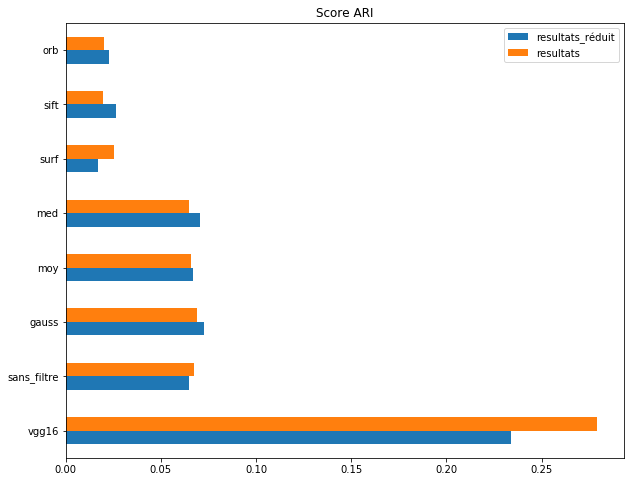 Score ARI
resultats_réduit
resultats
orb
sift
surf
med
moy
gauss
sans_filtre
vgg16
0.00 0.05 0.10 0.15 0.20 0.25